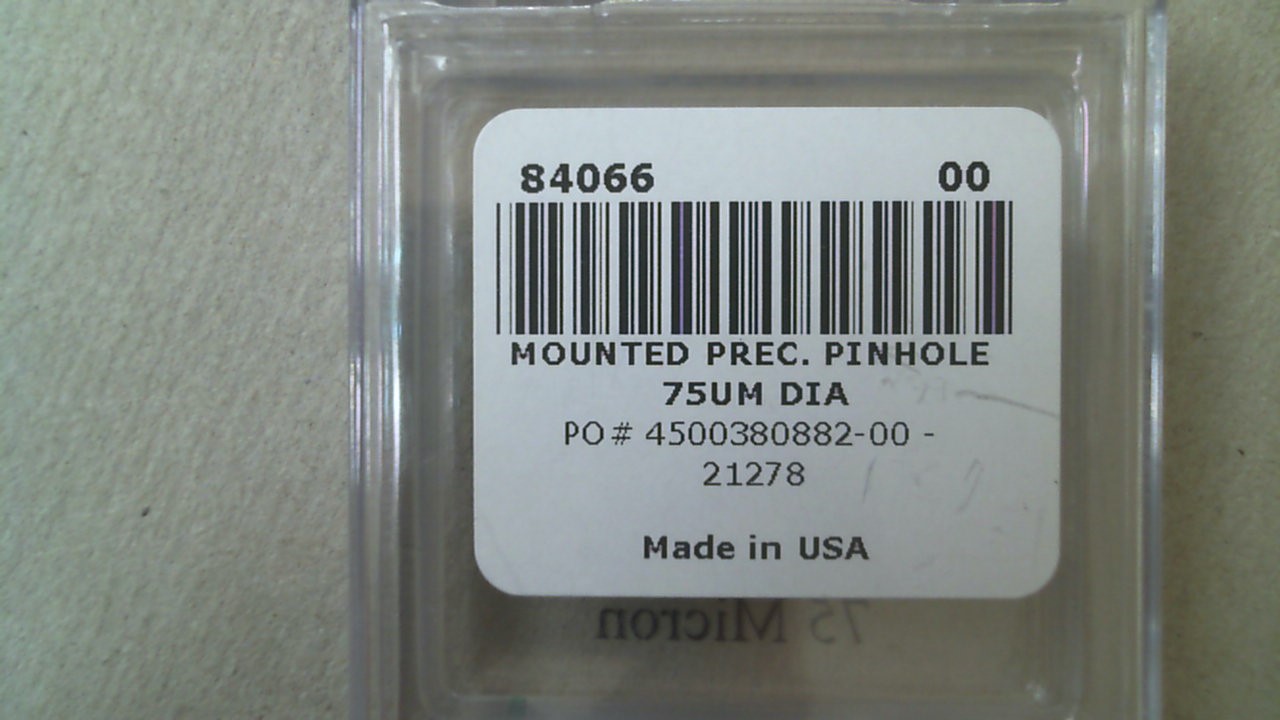 84066 00
MOUNTED PREC. PINHOLE
75UM DIA
PO# 4500380882-00 -
21278
Made in USA
75 Micron